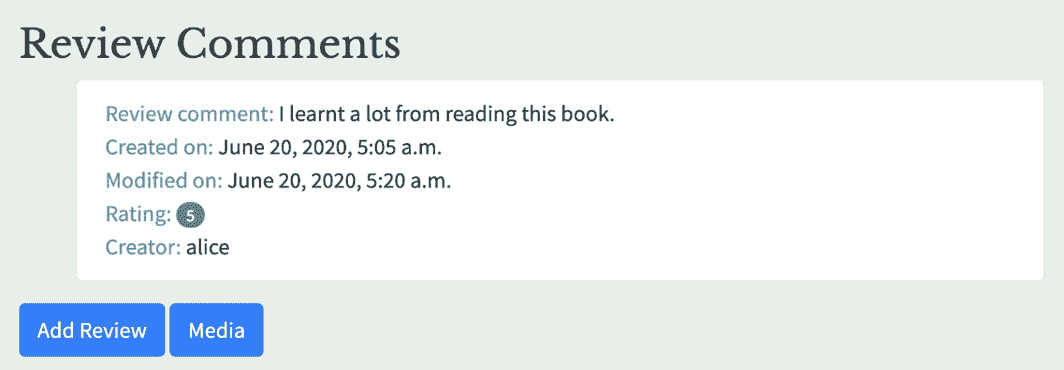 Review Comments
Review comment: I learnt a lot from reading this book.
Created on: June 20, 2020, 5:05 a.m.
Modified on: June 20, 2020, 5:20 a.m.
Rating: 5
Creator: alice
Add Review Media